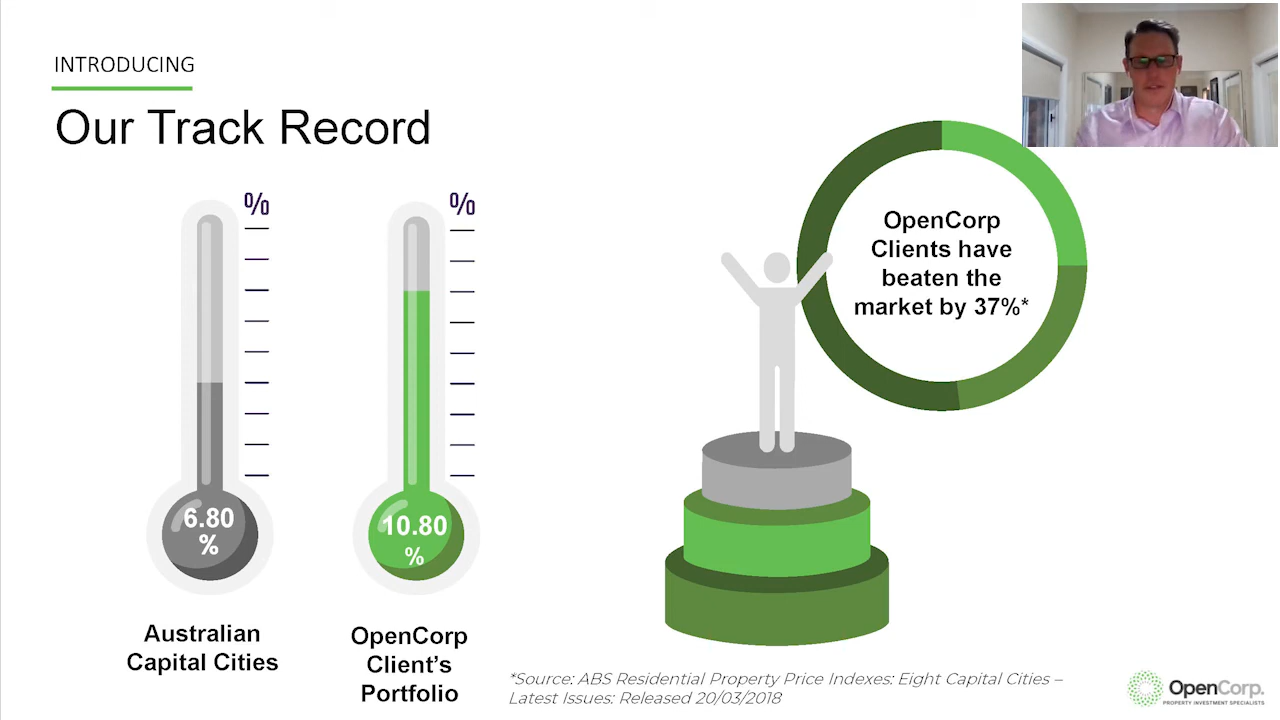 INTRODUCING
Our Track Record
%
%
6.80
%
10.80
%
Australian
Capital Cities
OpenCorp
Client's
Portfolio
OpenCorp
Clients have
beaten the
market by 37%*
*Source: ABS Residential Property Price Indexes: Eight Capital Cities –
Latest Issues: Released 20/03/2018
OpenCorp.
PROPERTY INVESTMENT SPECIALISTS